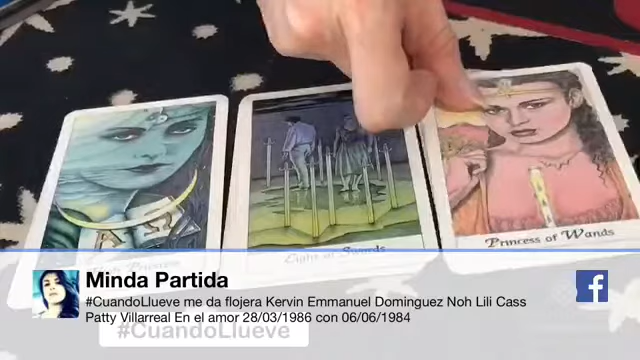 Princess
Eight of Swords
Princess of Wands
Minda Partida
#CuandoLlueve me da flojera Kervin Emmanuel Dominguez Noh Lili Cass
Patty Villarreal En el amor 28/03/1986 con 06/06/1984
#CuandoLlueve
f